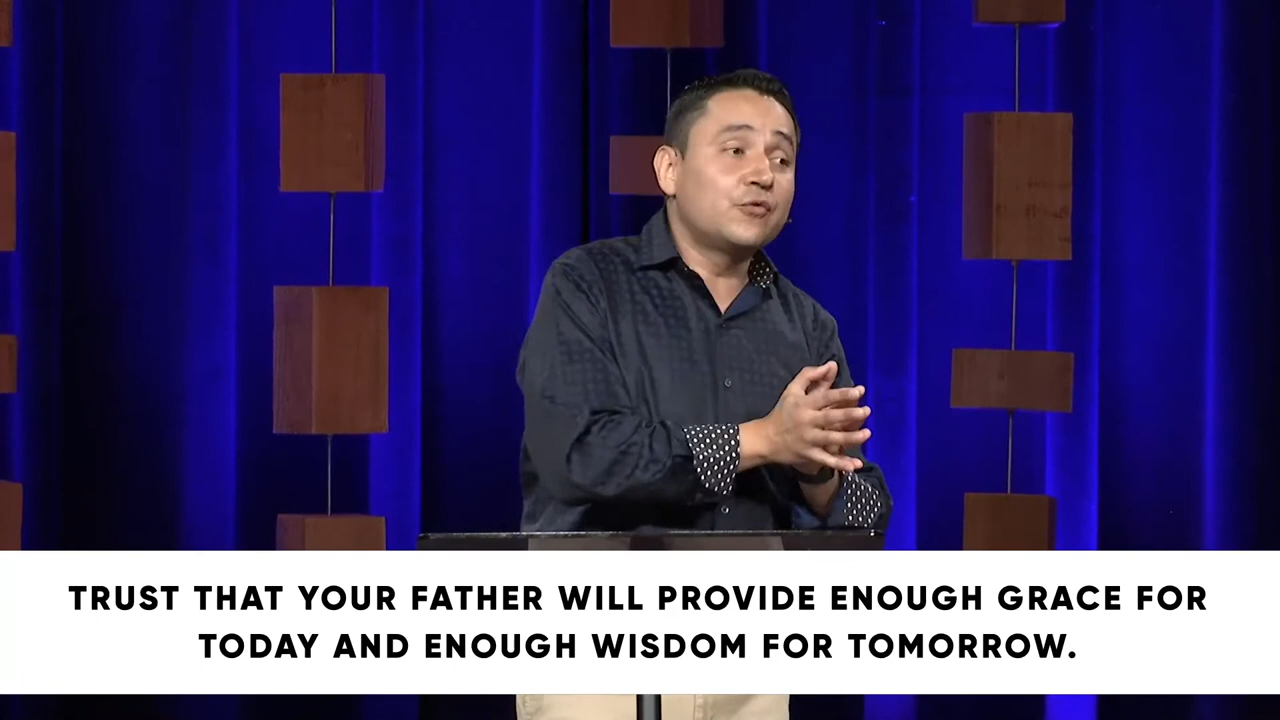 TRUST THAT YOUR FATHER WILL PROVIDE ENOUGH GRACE FOR
TODAY AND ENOUGH WISDOM FOR TOMORROW.